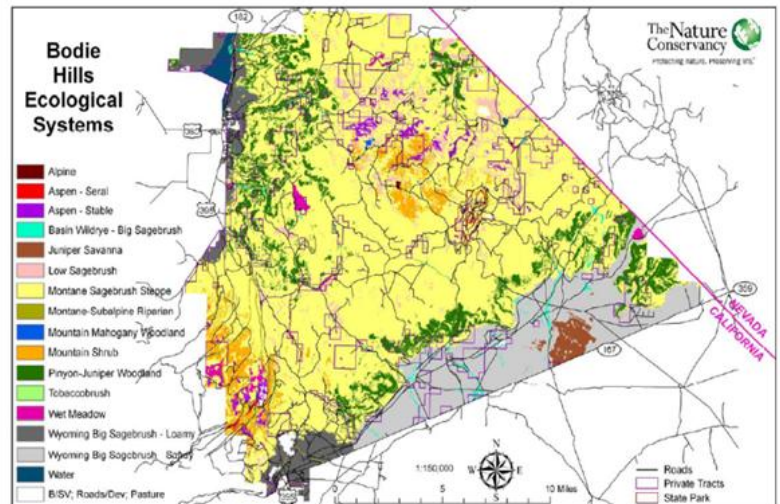 Bodie
Hills
Ecological
Systems
The Nature
Conservancy
Protecting nature. Preserving life.
182
395
Alpine
Aspen - Seral
Aspen - Stable
Basin Wildrye - Big Sagebrush
Juniper Savanna
Low Sagebrush
Montane Sagebrush Steppe
Montane-Subalpine Riparian
Mountain Mahogany Woodland
Mountain Shrub
Pinyon-Juniper Woodland
Tobaccobrush
Wet Meadow
Wyoming Big Sagebrush - Loamy
Wyoming Big Sagebrush -
Water
B/SV; Roads/Dev; Pasture
359
NEVADA
CALIFORNIA
167
1:150,000
N
W
E
S
0
5
10 Miles
Roads
Private Tracts
State Park